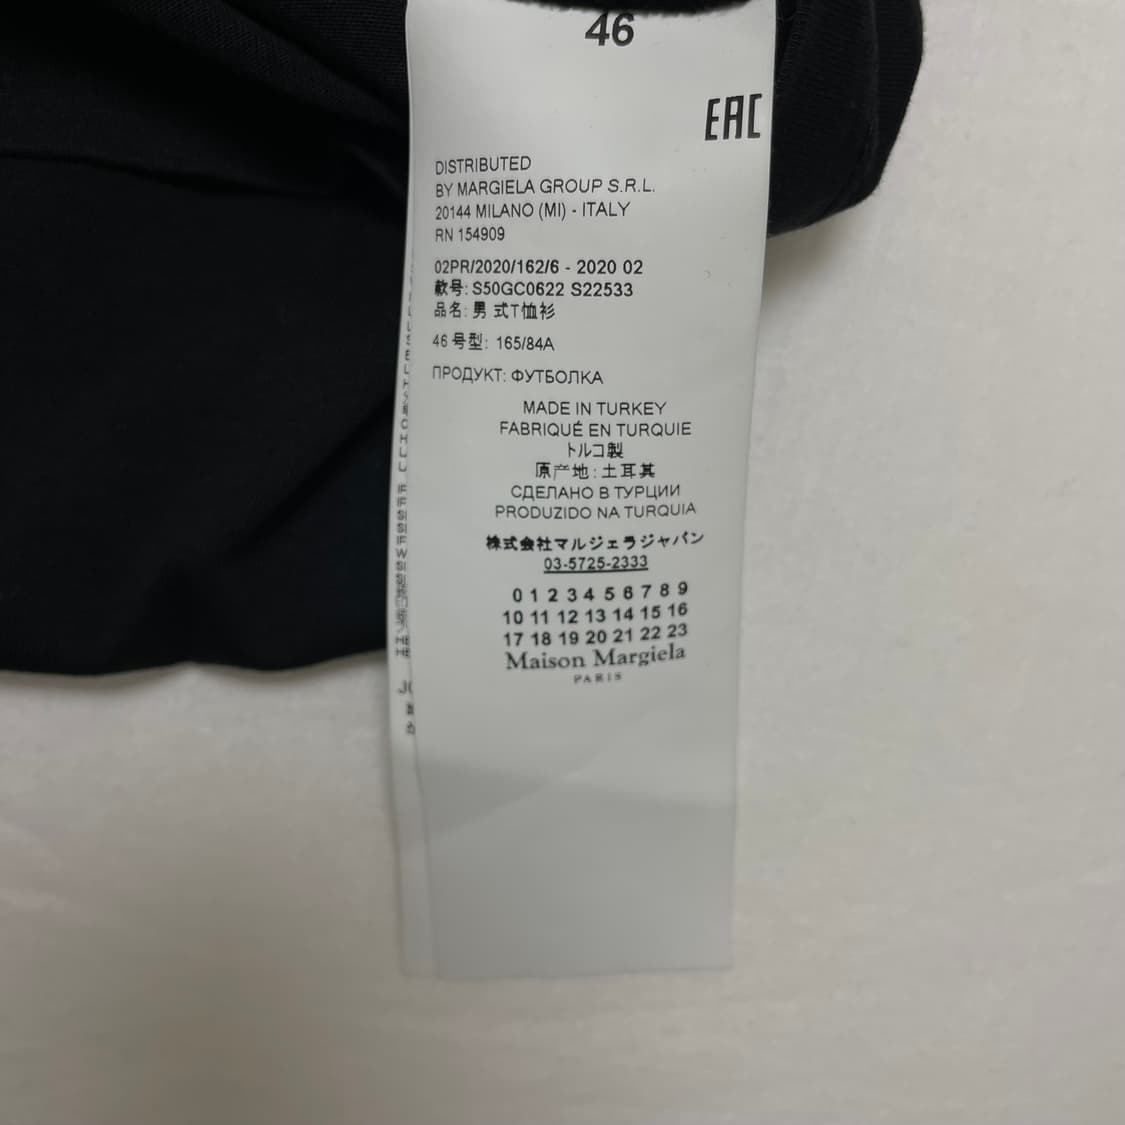 46
EAC
DISTRIBUTED
BY MARGIELA GROUP S.R.L.
20144 MILANO (MI) - ITALY
RN 154909
02PR/2020/162/6 - 2020 02
款号: S50GC0622 S22533
品名: 男 式T恤衫
46 号型: 165/84A
ПРОДУКТ: ФУТБОЛКА
MADE IN TURKEY
FABRIQUÉ EN TURQUIE
トルコ製
原产地: 土耳其
СДЕЛАНО В ТУРЦИИ
PRODUZIDO NA TURQUIA
株式会社マルジェラジャパン
03-5725-2333
0 1 2 3 4 5 6 7 8 9
10 11 12 13 14 15 16
17 18 19 20 21 22 23
Maison Margiela
PARIS